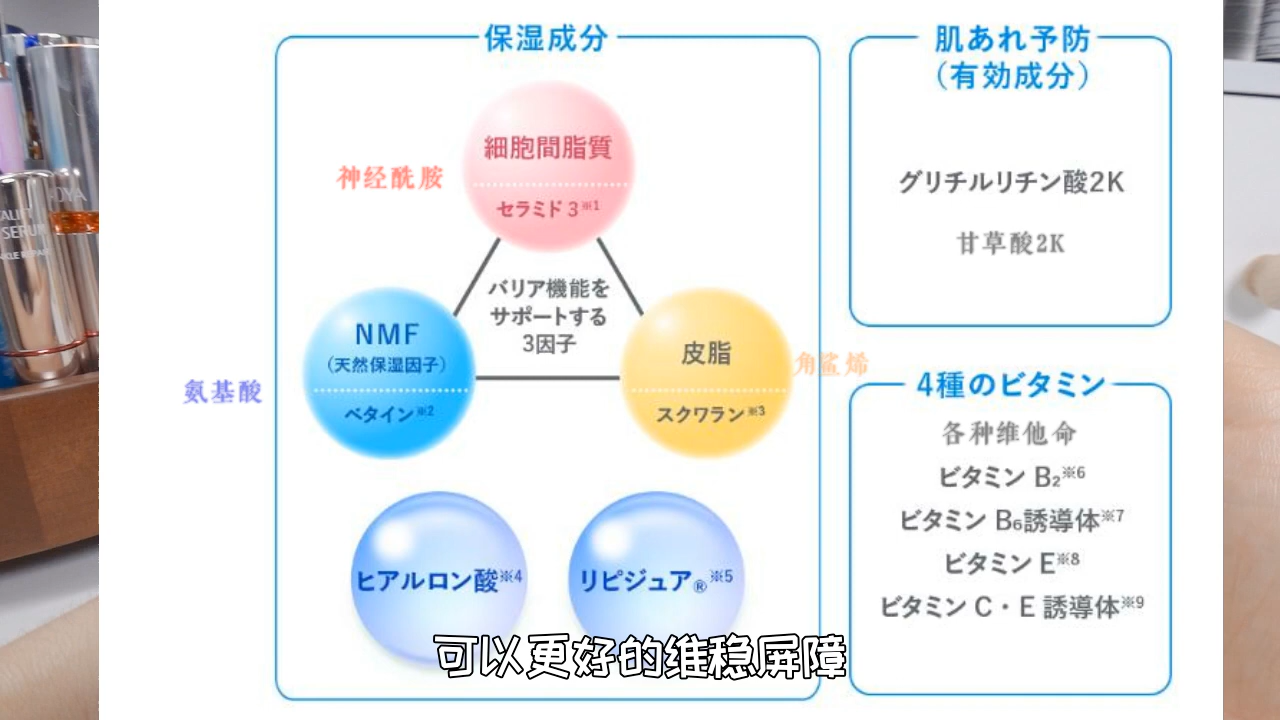 保湿成分
細胞間脂質
神经酰胺
セラミド 3※1
バリア機能を
サポートする
3因子
NMF
(天然保湿因子)
氨基酸
ベタイン※2
皮脂
角鲨烯
スクワラン※3
ヒアルロン酸※4
リピジュア®※5
肌あれ予防
(有効成分)
グリチルリチン酸2K
甘草酸2K
4種のビタミン
各种维他命
ビタミン B2※6
ビタミン B6誘導体※7
ビタミン E※8
ビタミン C・E 誘導体※9
可以更好的维稳屏障
SERUM